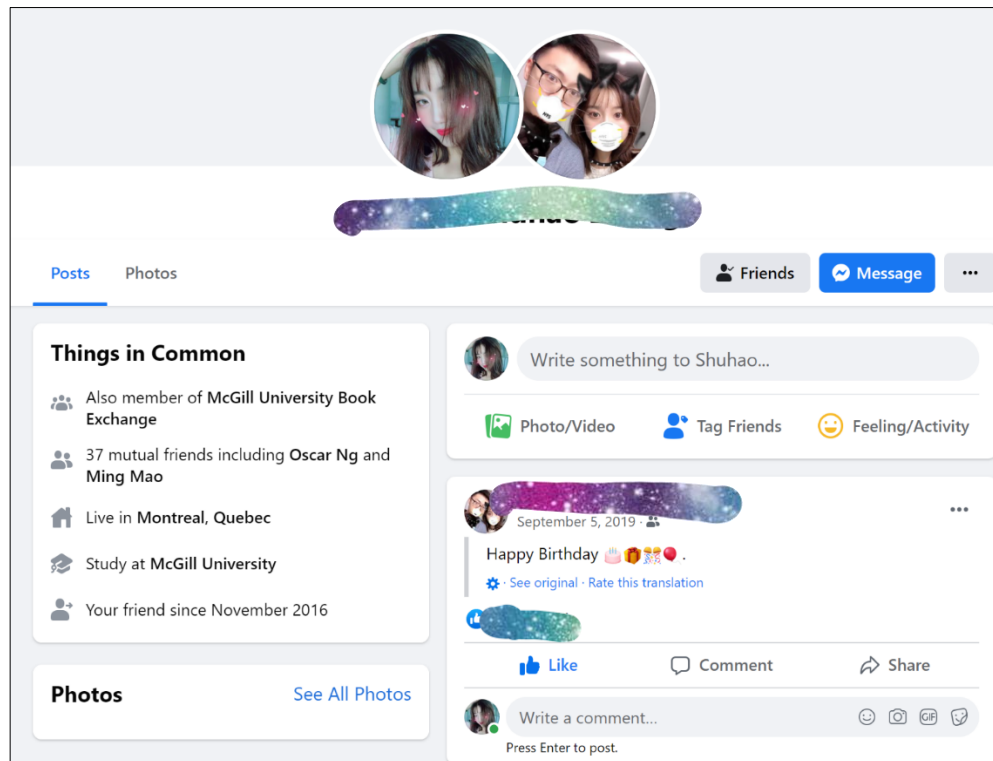 Posts
Photos
Friends
Message
Things in Common
Also member of McGill University Book
Exchange
37 mutual friends including Oscar Ng and
Ming Mao
Live in Montreal, Quebec
Study at McGill University
Your friend since November 2016
Photos
See All Photos
Write something to Shuhao...
Photo/Video
Tag Friends
Feeling/Activity
September 5, 2019 ·
Happy Birthday 🎂🎁🎊🎈 .
· See original · Rate this translation
Like
Comment
Share
Write a comment...
GIF
Press Enter to post.